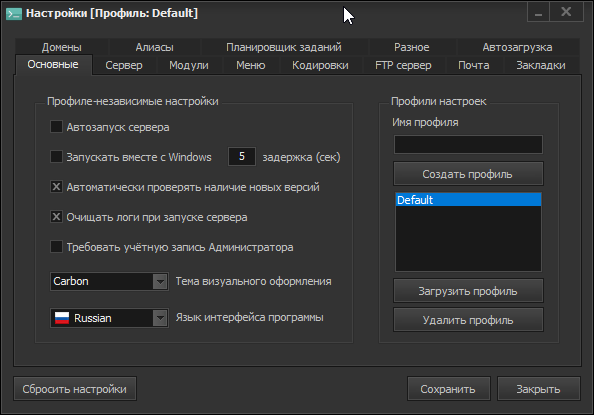 Настройки [Профиль: Default]
Домены Алиасы Планировщик заданий Разное Автозагрузка
Основные Сервер Модули Меню Кодировки FTP сервер Почта Закладки
Профиле-независимые настройки
Автозапуск сервера
Запускать вместе с Windows 5 задержка (сек)
Автоматически проверять наличие новых версий
Очищать логи при запуске сервера
Требовать учётную запись Администратора
Carbon Тема визуального оформления
Russian Язык интерфейса программы
Профили настроек
Имя профиля
Создать профиль
Default
Загрузить профиль
Удалить профиль
Сбросить настройки Сохранить Закрыть